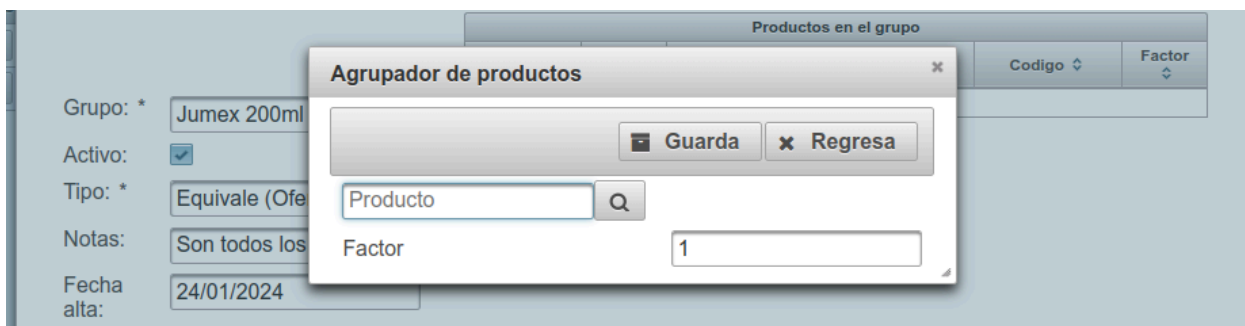 Productos en el grupo
Codigo
Factor
Agrupador de productos
Guarda
Regresa
Producto
Factor
1
Grupo: *
Jumex 200ml
Activo:
Tipo: *
Equivale (Ofe
Notas:
Son todos los
Fecha
alta:
24/01/2024